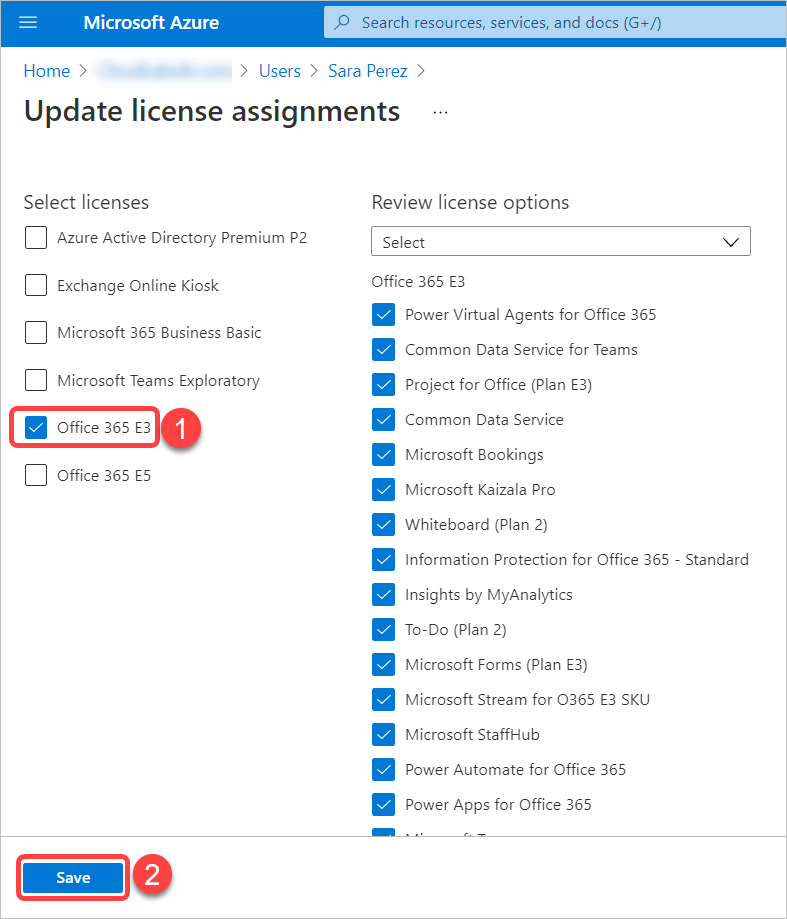 Microsoft Azure
Search resources, services, and docs (G+/)
Home > > Users > Sara Perez >
Update license assignments ...
Select licenses
Azure Active Directory Premium P2
Exchange Online Kiosk
Microsoft 365 Business Basic
Microsoft Teams Exploratory
Office 365 E3
1
Office 365 E5
Review license options
Select
Office 365 E3
Power Virtual Agents for Office 365
Common Data Service for Teams
Project for Office (Plan E3)
Common Data Service
Microsoft Bookings
Microsoft Kaizala Pro
Whiteboard (Plan 2)
Information Protection for Office 365 - Standard
Insights by MyAnalytics
To-Do (Plan 2)
Microsoft Forms (Plan E3)
Microsoft Stream for O365 E3 SKU
Microsoft StaffHub
Power Automate for Office 365
Power Apps for Office 365
Save
2